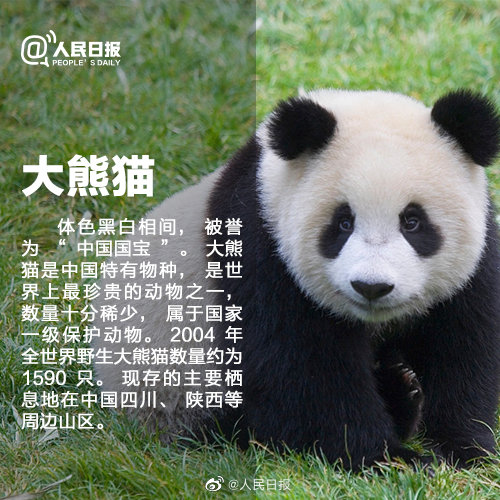 @人民日报
PEOPLE'S DAILY
大熊猫
体色黑白相间，被誉
为“中国国宝”。大熊
猫是中国特有物种，是世
界上最珍贵的动物之一，
数量十分稀少，属于国家
一级保护动物。2004 年
全世界野生大熊猫数量约为
1590 只。现存的主要栖
息地在中国四川、陕西等
周边山区。
@人民日报